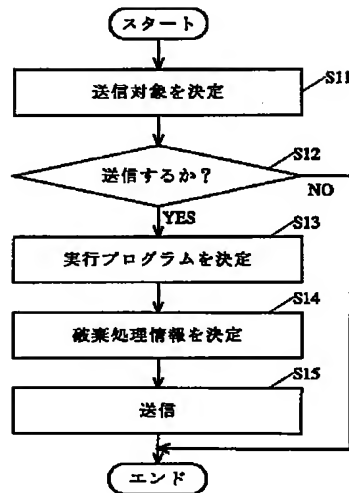 スタート
S11
送信対象を決定
S12
送信するか?
NO
YES
S13
実行プログラムを決定
S14
破棄処理情報を決定
S15
送信
エンド